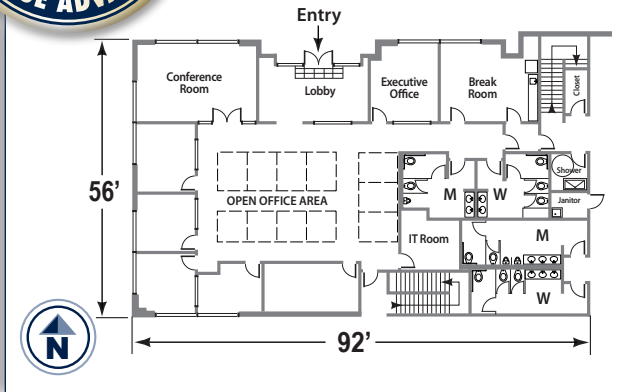 Entry
Conference
Room
Lobby
Executive
Office
Break
Room
Closet
56'
OPEN OFFICE AREA
M
W
Shower
Janitor
IT Room
M
W
N
92'